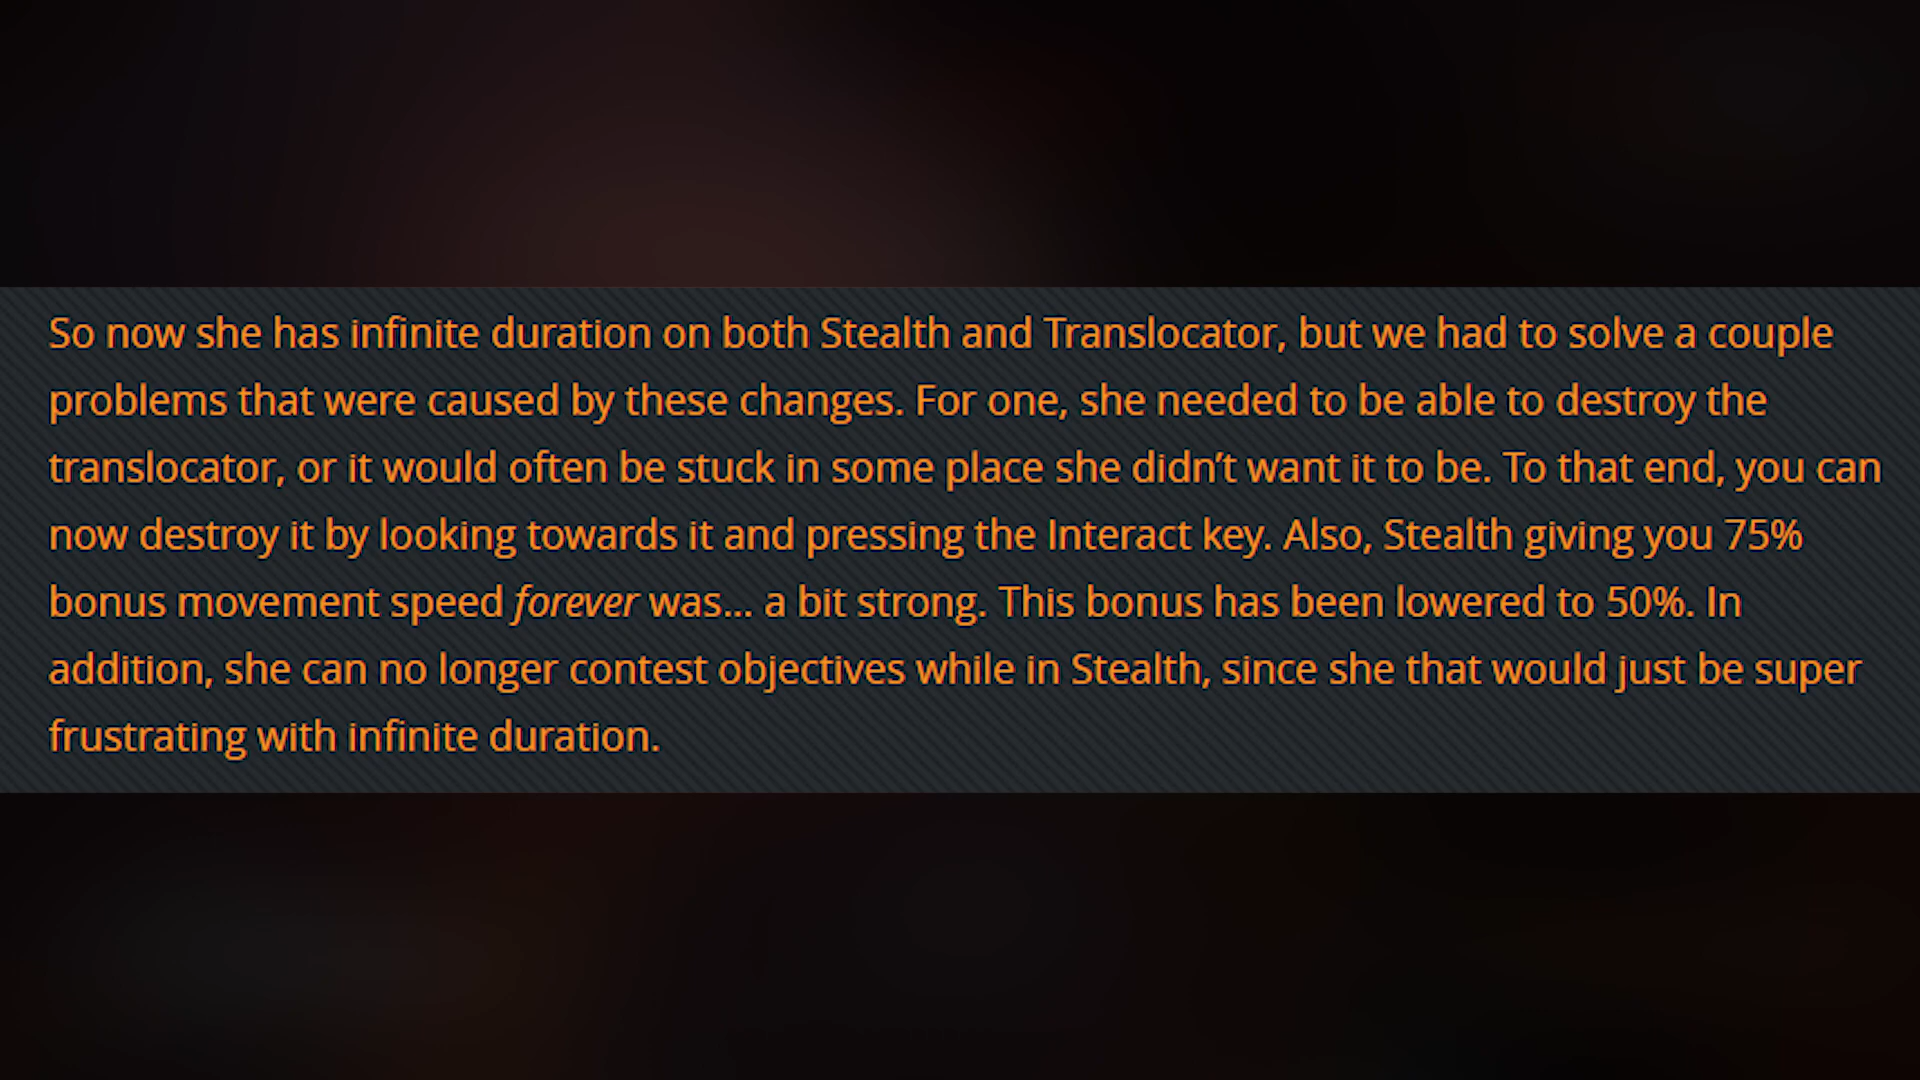 So now she has infinite duration on both Stealth and Translocator, but we had to solve a couple
problems that were caused by these changes. For one, she needed to be able to destroy the
translocator, or it would often be stuck in some place she didn’t want it to be. To that end, you can
now destroy it by looking towards it and pressing the Interact key. Also, Stealth giving you 75%
bonus movement speed forever was... a bit strong. This bonus has been lowered to 50%. In
addition, she can no longer contest objectives while in Stealth, since she that would just be super
frustrating with infinite duration.